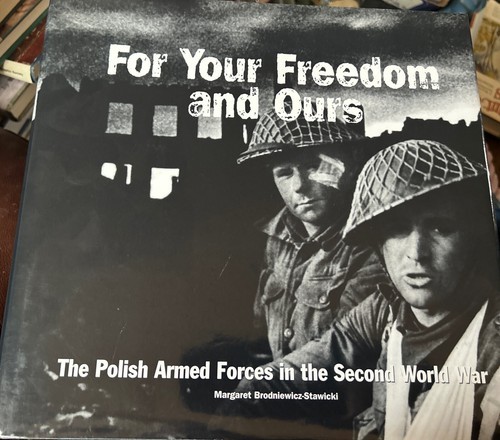 For Your Freedom
and Ours
The Polish Armed Forces in the Second World War
Margaret Brodniewicz-Stawicki